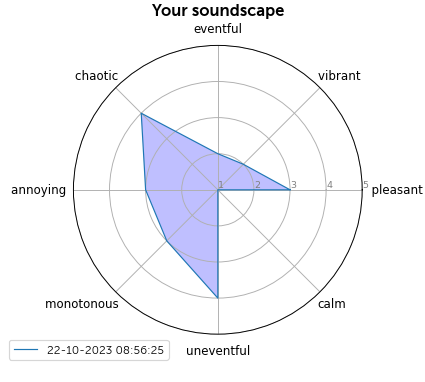 Your soundscape
eventful
chaotic
vibrant
annoying
1 2 3 4 5
pleasant
monotonous
calm
22-10-2023 08:56:25
uneventful